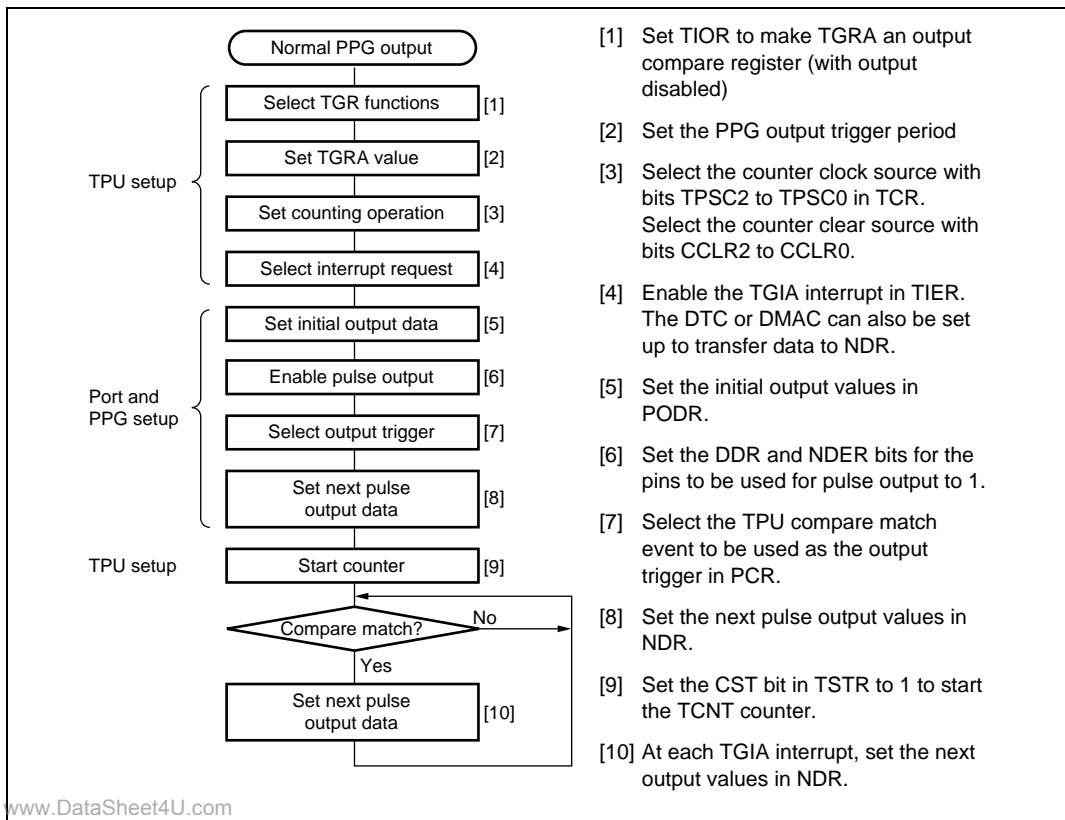 Normal PPG output
Select TGR functions [1]
Set TGRA value [2]
TPU setup
Set counting operation [3]
Select interrupt request [4]
Set initial output data [5]
Enable pulse output [6]
Port and
PPG setup
Select output trigger [7]
Set next pulse
output data
[8]
TPU setup
Start counter [9]
Compare match?
No
Yes
Set next pulse
output data
[10]
[1] Set TIOR to make TGRA an output
compare register (with output
disabled)
[2] Set the PPG output trigger period
[3] Select the counter clock source with
bits TPSC2 to TPSC0 in TCR.
Select the counter clear source with
bits CCLR2 to CCLR0.
[4] Enable the TGIA interrupt in TIER.
The DTC or DMAC can also be set
up to transfer data to NDR.
[5] Set the initial output values in
PODR.
[6] Set the DDR and NDER bits for the
pins to be used for pulse output to 1.
[7] Select the TPU compare match
event to be used as the output
trigger in PCR.
[8] Set the next pulse output values in
NDR.
[9] Set the CST bit in TSTR to 1 to start
the TCNT counter.
[10] At each TGIA interrupt, set the next
output values in NDR.
www.DataSheet4U.com